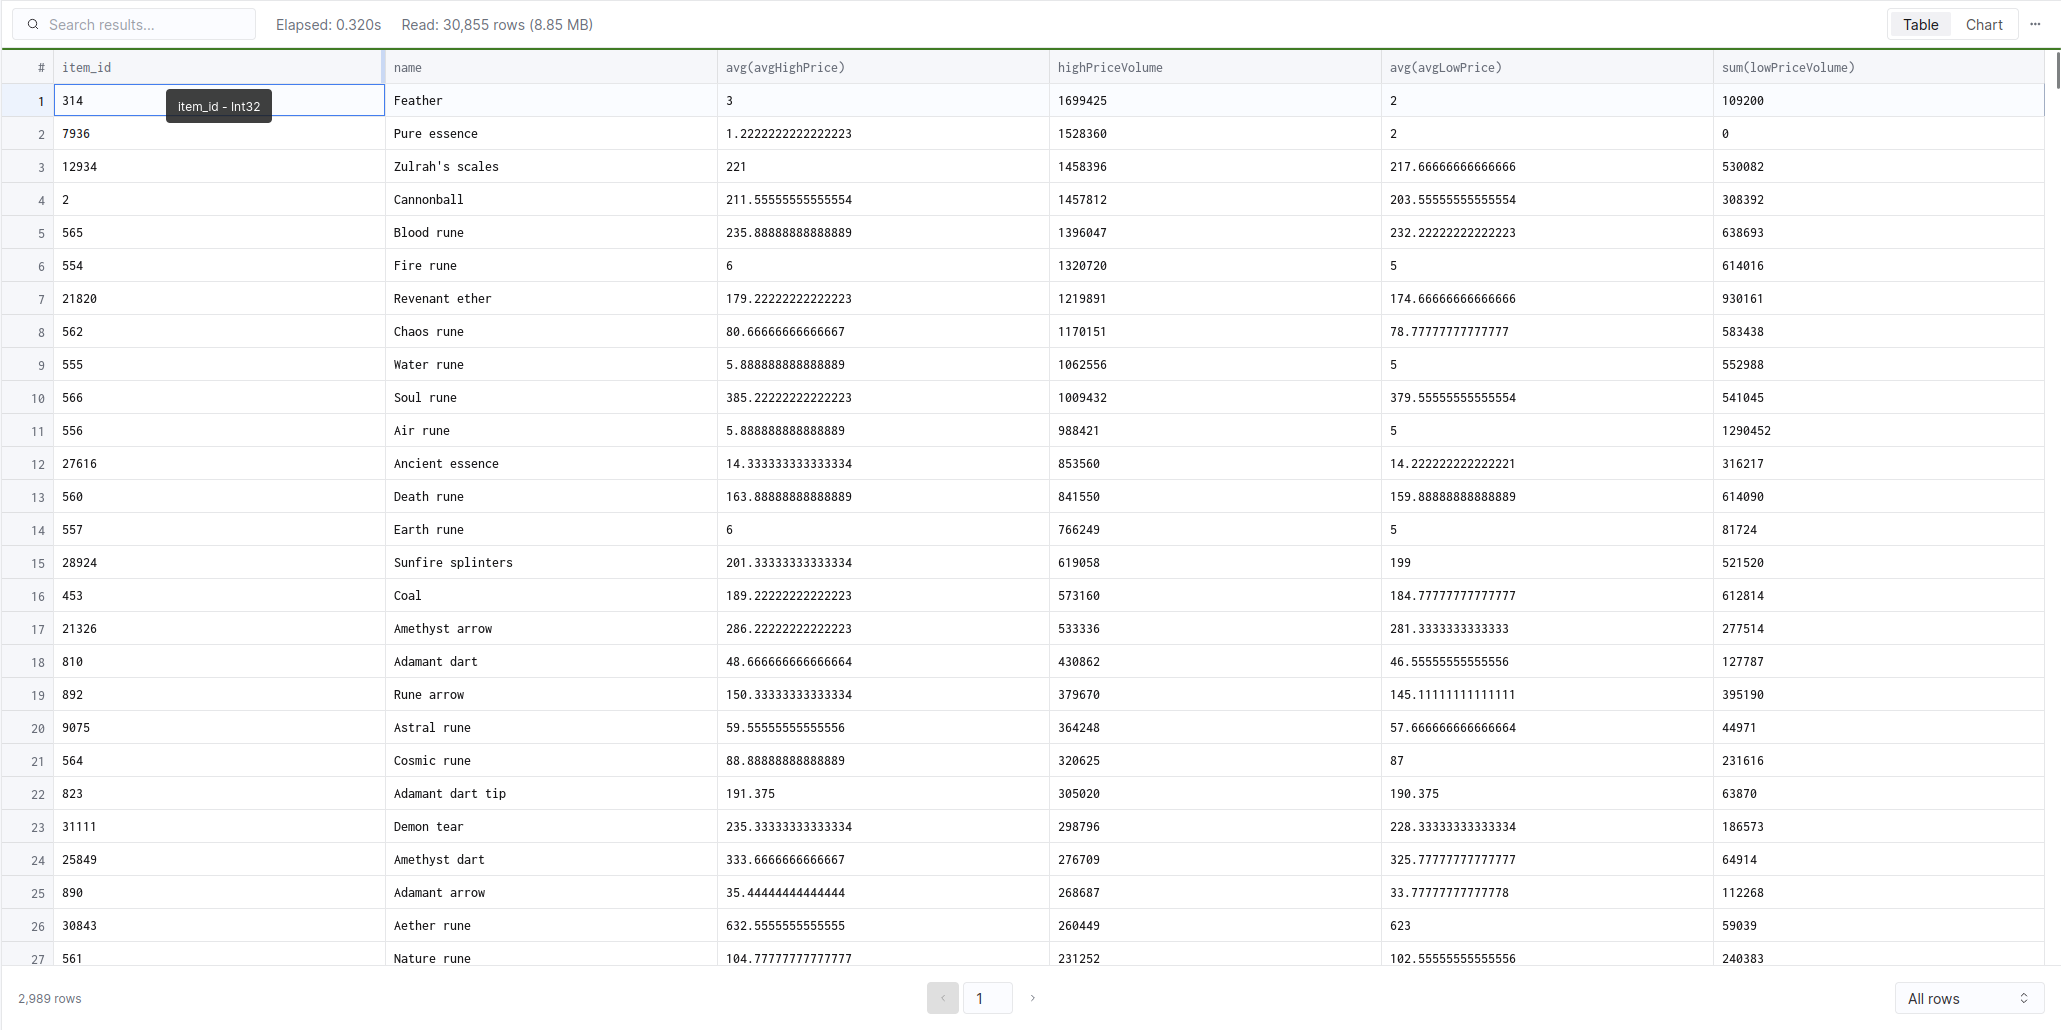 Search results...
Elapsed: 0.320s Read: 30,855 rows (8.85 MB)
Table Chart ...
# item_id name avg(avgHighPrice) highPriceVolume avg(avgLowPrice) sum(lowPriceVolume)
1 314 Feather 3 1699425 2 109200
item_id - Int32
2 7936 Pure essence 1.2222222222222223 1528360 2 0
3 12934 Zulrah's scales 221 1458396 217.66666666666666 530082
4 2 Cannonball 211.55555555555554 1457812 203.55555555555554 308392
5 565 Blood rune 235.88888888888889 1396047 232.22222222222223 638693
6 554 Fire rune 6 1320720 5 614016
7 21820 Revenant ether 179.22222222222223 1219891 174.66666666666666 930161
8 562 Chaos rune 80.66666666666667 1170151 78.77777777777777 583438
9 555 Water rune 5.888888888888889 1062556 5 552988
10 566 Soul rune 385.22222222222223 1009432 379.55555555555554 541045
11 556 Air rune 5.888888888888889 988421 5 1290452
12 27616 Ancient essence 14.333333333333334 853560 14.222222222222221 316217
13 560 Death rune 163.88888888888889 841550 159.88888888888889 614090
14 557 Earth rune 6 766249 5 81724
15 28924 Sunfire splinters 201.33333333333334 619058 199 521520
16 453 Coal 189.22222222222223 573160 184.77777777777777 612814
17 21326 Amethyst arrow 286.22222222222223 533336 281.3333333333333 277514
18 810 Adamant dart 48.666666666666664 430862 46.55555555555556 127787
19 892 Rune arrow 150.33333333333334 379670 145.11111111111111 395190
20 9075 Astral rune 59.55555555555556 364248 57.666666666666664 44971
21 564 Cosmic rune 88.88888888888889 320625 87 231616
22 823 Adamant dart tip 191.375 305020 190.375 63870
23 31111 Demon tear 235.33333333333334 298796 228.33333333333334 186573
24 25849 Amethyst dart 333.6666666666667 276709 325.77777777777777 64914
25 890 Adamant arrow 35.44444444444444 268687 33.77777777777778 112268
26 30843 Aether rune 632.5555555555555 260449 623 59039
27 561 Nature rune 104.77777777777777 231252 102.55555555555556 240383
2,989 rows 1 All rows